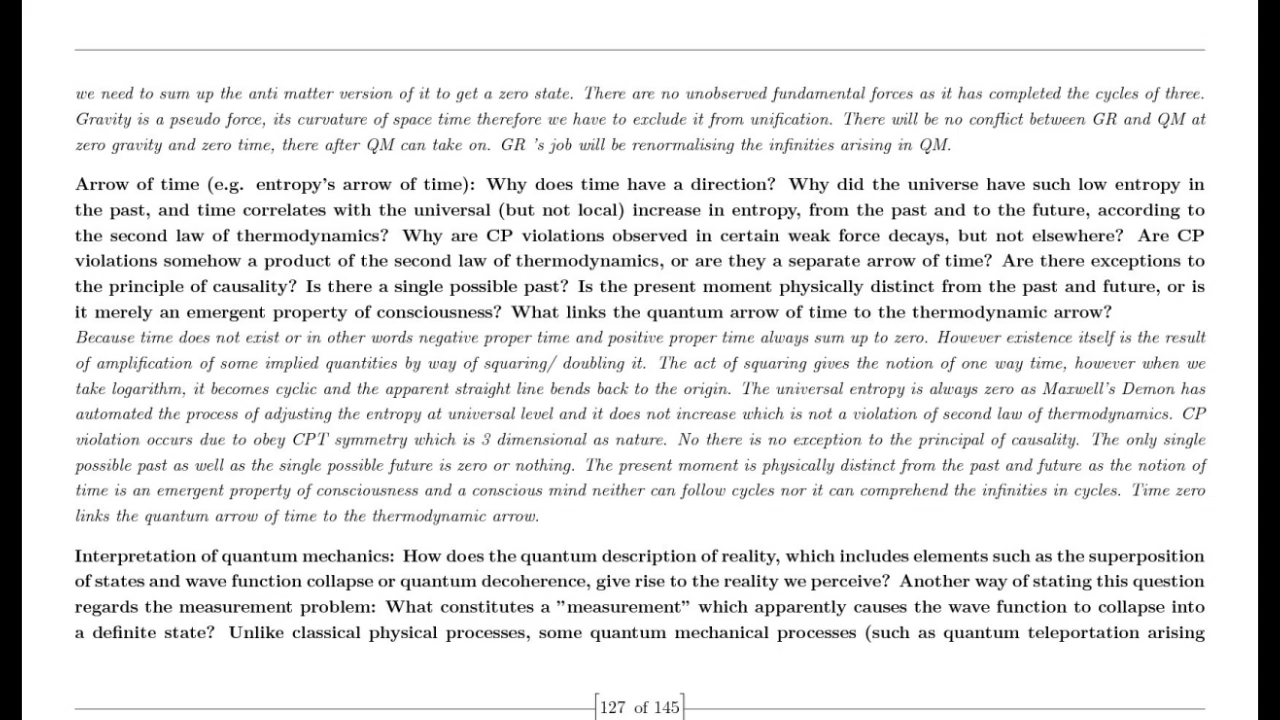 we need to sum up the anti matter version of it to get a zero state. There are no unobserved fundamental forces as it has completed the cycles of three.
Gravity is a pseudo force, its curvature of space time therefore we have to exclude it from unification. There will be no conflict between GR and QM at
zero gravity and zero time, there after QM can take on. GR 's job will be renormalising the infinities arising in QM.
Arrow of time (e.g. entropy's arrow of time): Why does time have a direction? Why did the universe have such low entropy in
the past, and time correlates with the universal (but not local) increase in entropy, from the past and to the future, according to
the second law of thermodynamics? Why are CP violations observed in certain weak force decays, but not elsewhere? Are CP
violations somehow a product of the second law of thermodynamics, or are they a separate arrow of time? Are there exceptions to
the principle of causality? Is there a single possible past? Is the present moment physically distinct from the past and future, or is
it merely an emergent property of consciousness? What links the quantum arrow of time to the thermodynamic arrow?
Because time does not exist or in other words negative proper time and positive proper time always sum up to zero. However existence itself is the result
of amplification of some implied quantities by way of squaring/ doubling it. The act of squaring gives the notion of one way time, however when we
take logarithm, it becomes cyclic and the apparent straight line bends back to the origin. The universal entropy is always zero as Maxwell's Demon has
automated the process of adjusting the entropy at universal level and it does not increase which is not a violation of second law of thermodynamics. CP
violation occurs due to obey CPT symmetry which is 3 dimensional as nature. No there is no exception to the principal of causality. The only single
possible past as well as the single possible future is zero or nothing. The present moment is physically distinct from the past and future as the notion of
time is an emergent property of consciousness and a conscious mind neither can follow cycles nor it can comprehend the infinities in cycles. Time zero
links the quantum arrow of time to the thermodynamic arrow.
Interpretation of quantum mechanics: How does the quantum description of reality, which includes elements such as the superposition
of states and wave function collapse or quantum decoherence, give rise to the reality we perceive? Another way of stating this question
regards the measurement problem: What constitutes a "measurement" which apparently causes the wave function to collapse into
a definite state? Unlike classical physical processes, some quantum mechanical processes (such as quantum teleportation arising
127 of 145